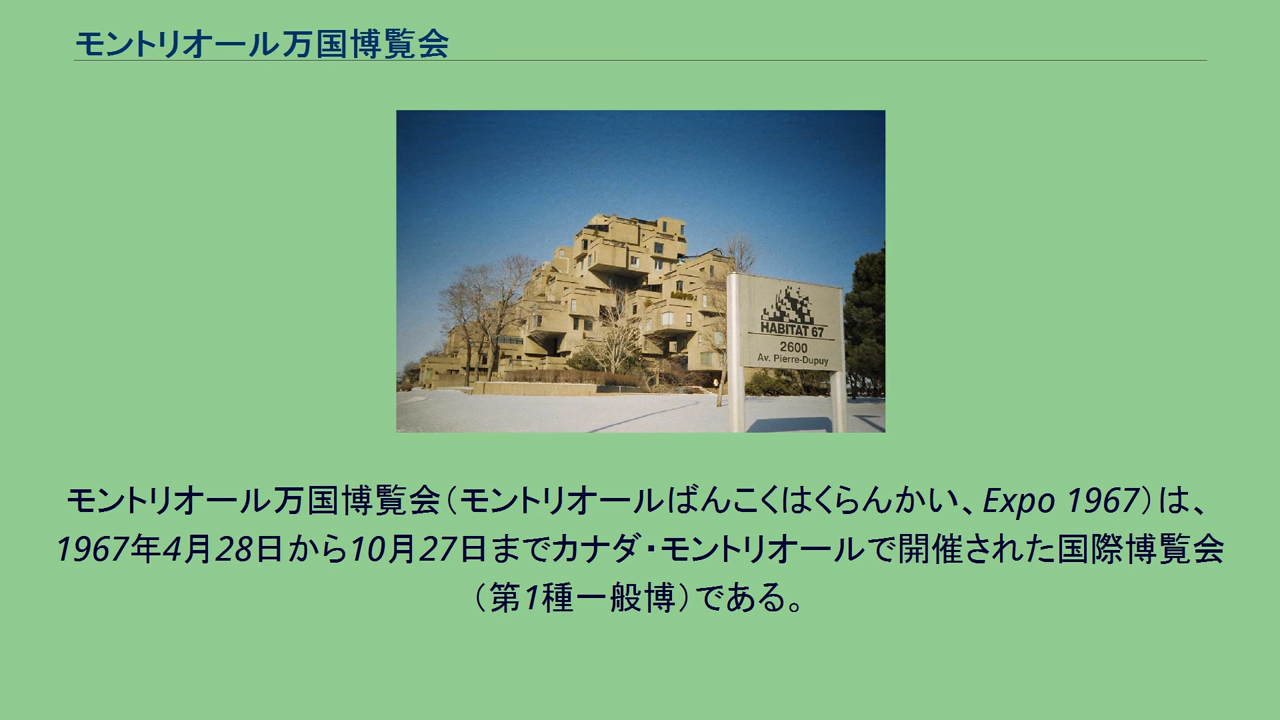 モントリオール万国博覧会
HABITAT 67
2600
Av. Pierre-Dupuy
モントリオール万国博覧会（モントリオールばんこくはくらんかい、Expo 1967）は、
1967年4月28日から10月27日までカナダ・モントリオールで開催された国際博覧会
（第1種一般博）である。